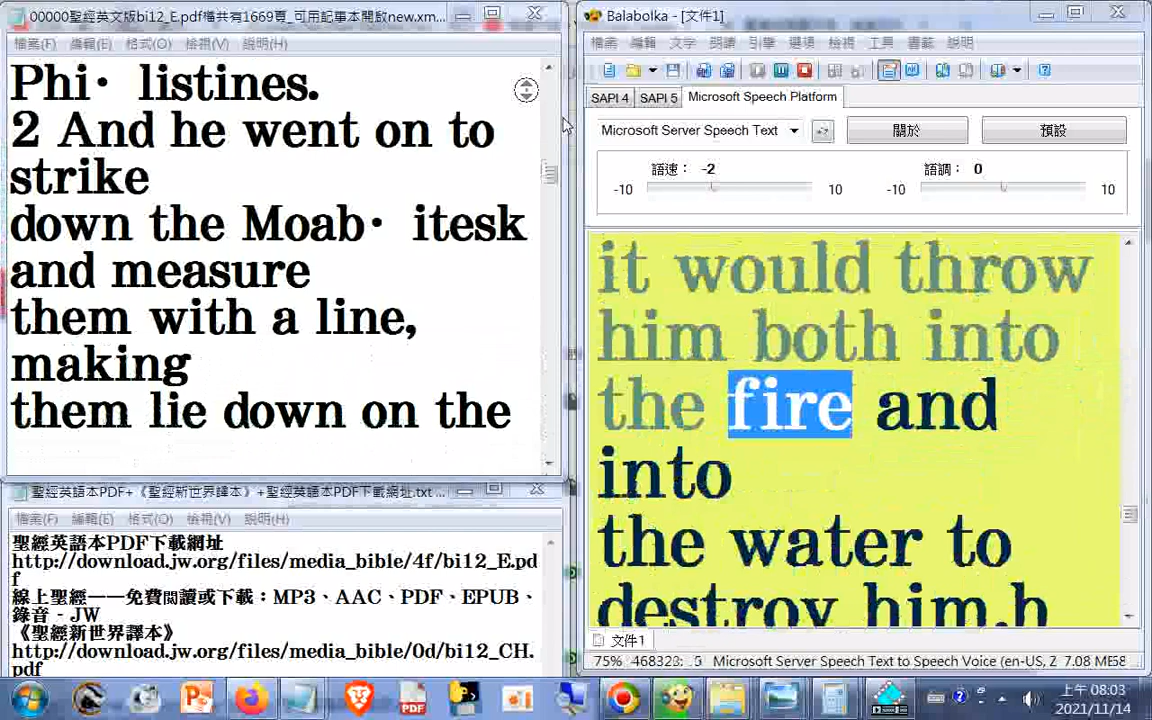 00000聖經英文版bi12_E.pdf檔共有1669頁_可用記事本開啟new.xm...
檔案(F) 編輯(E) 格式(O) 檢視(V) 說明(H)
Phi· listines.
2 And he went on to
strike
down the Moab· itesk
and measure
them with a line,
making
them lie down on the
聖經英語本PDF+《聖經新世界譯本》+聖經英語本PDF下載網址.txt ...
檔案(F) 編輯(E) 格式(O) 檢視(V) 說明(H)
聖經英語本PDF下載網址
http://download.jw.org/files/media_bible/4f/bi12_E.pd
f
線上聖經——免費閱讀或下載：MP3、AAC、PDF、EPUB、
錄音 - JW
《聖經新世界譯本》
http://download.jw.org/files/media_bible/0d/bi12_CH.
pdf
Balabolka - [文件1]
檔案 編輯 文字 朗讀 引擎 選項 檢視 工具 書籤 說明
SAPI 4 SAPI 5 Microsoft Speech Platform
Microsoft Server Speech Text 關於 預設
語速： -2 語調： 0
-10 10 -10 10
it would throw
him both into
the fire and
into
the water to
destroy him.b
文件1
75% Microsoft Server Speech Text to Speech Voice (en-US, 7.08 MB
PDF
上午 08:03
2021/11/14